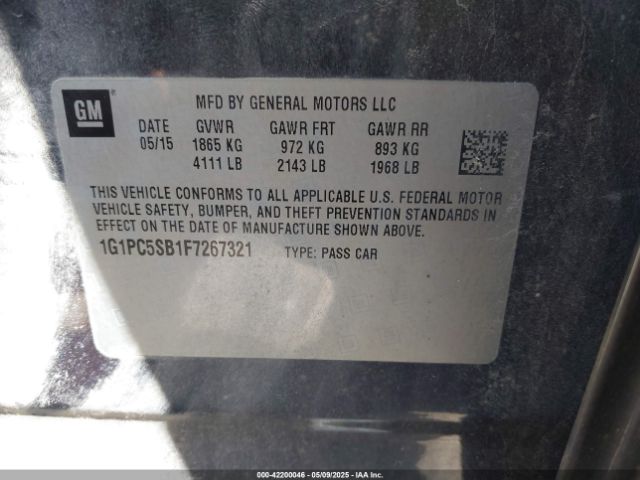 GM
MFD BY GENERAL MOTORS LLC
DATE GVWR GAWR FRT GAWR RR
05/15 1865 KG 972 KG 893 KG
4111 LB 2143 LB 1968 LB
THIS VEHICLE CONFORMS TO ALL APPLICABLE U.S. FEDERAL MOTOR
VEHICLE SAFETY, BUMPER, AND THEFT PREVENTION STANDARDS IN
EFFECT ON THE DATE OF MANUFACTURE SHOWN ABOVE.
1G1PC5SB1F7267321 TYPE: PASS CAR
000-42200046 - 05/09/2025 - IAA Inc.